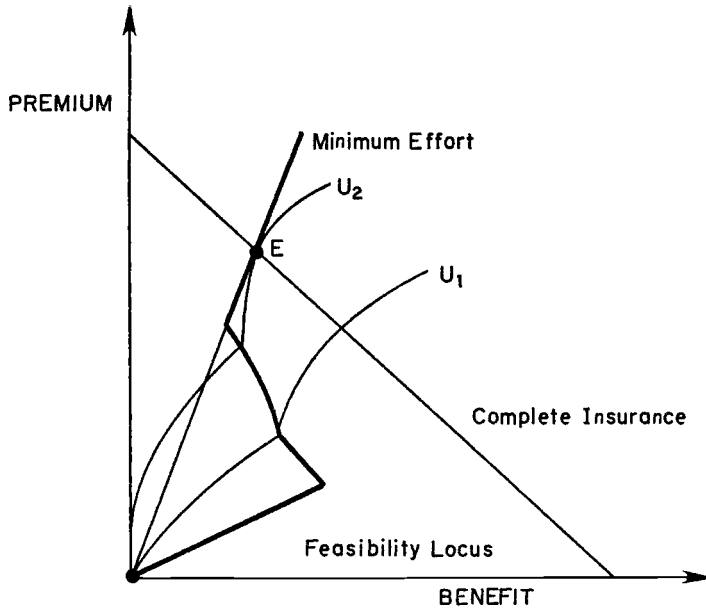 PREMIUM
Minimum Effort
U₂
E
U₁
Complete Insurance
Feasibility Locus
BENEFIT